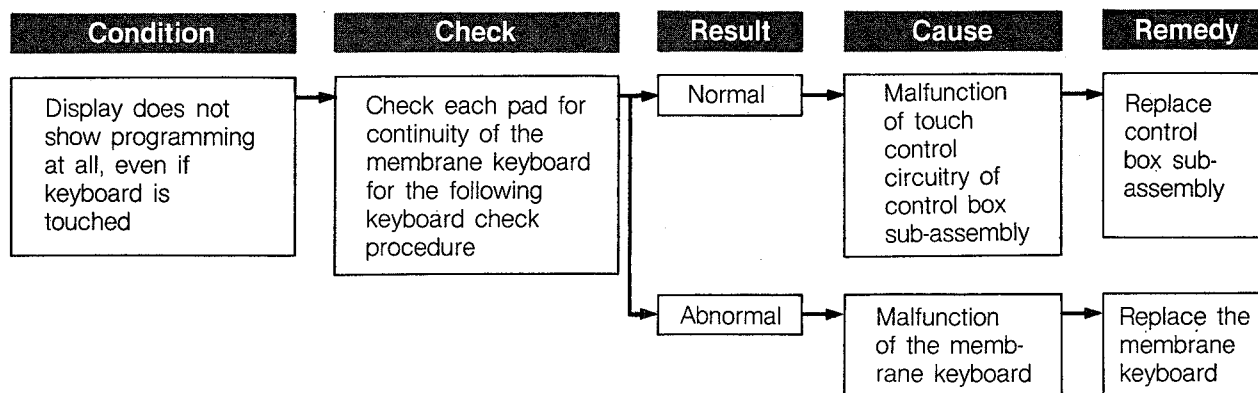 Condition
Check
Result
Cause
Remedy
Display does not
show programming
at all, even if
keyboard is
touched
Check each pad for
continuity of the
membrane keyboard
for the following
keyboard check
procedure
Normal
Malfunction
of touch
control
circuitry of
control box
sub-assembly
Replace
control
box sub-
assembly
Abnormal
Malfunction
of the memb-
rane keyboard
Replace the
membrane
keyboard